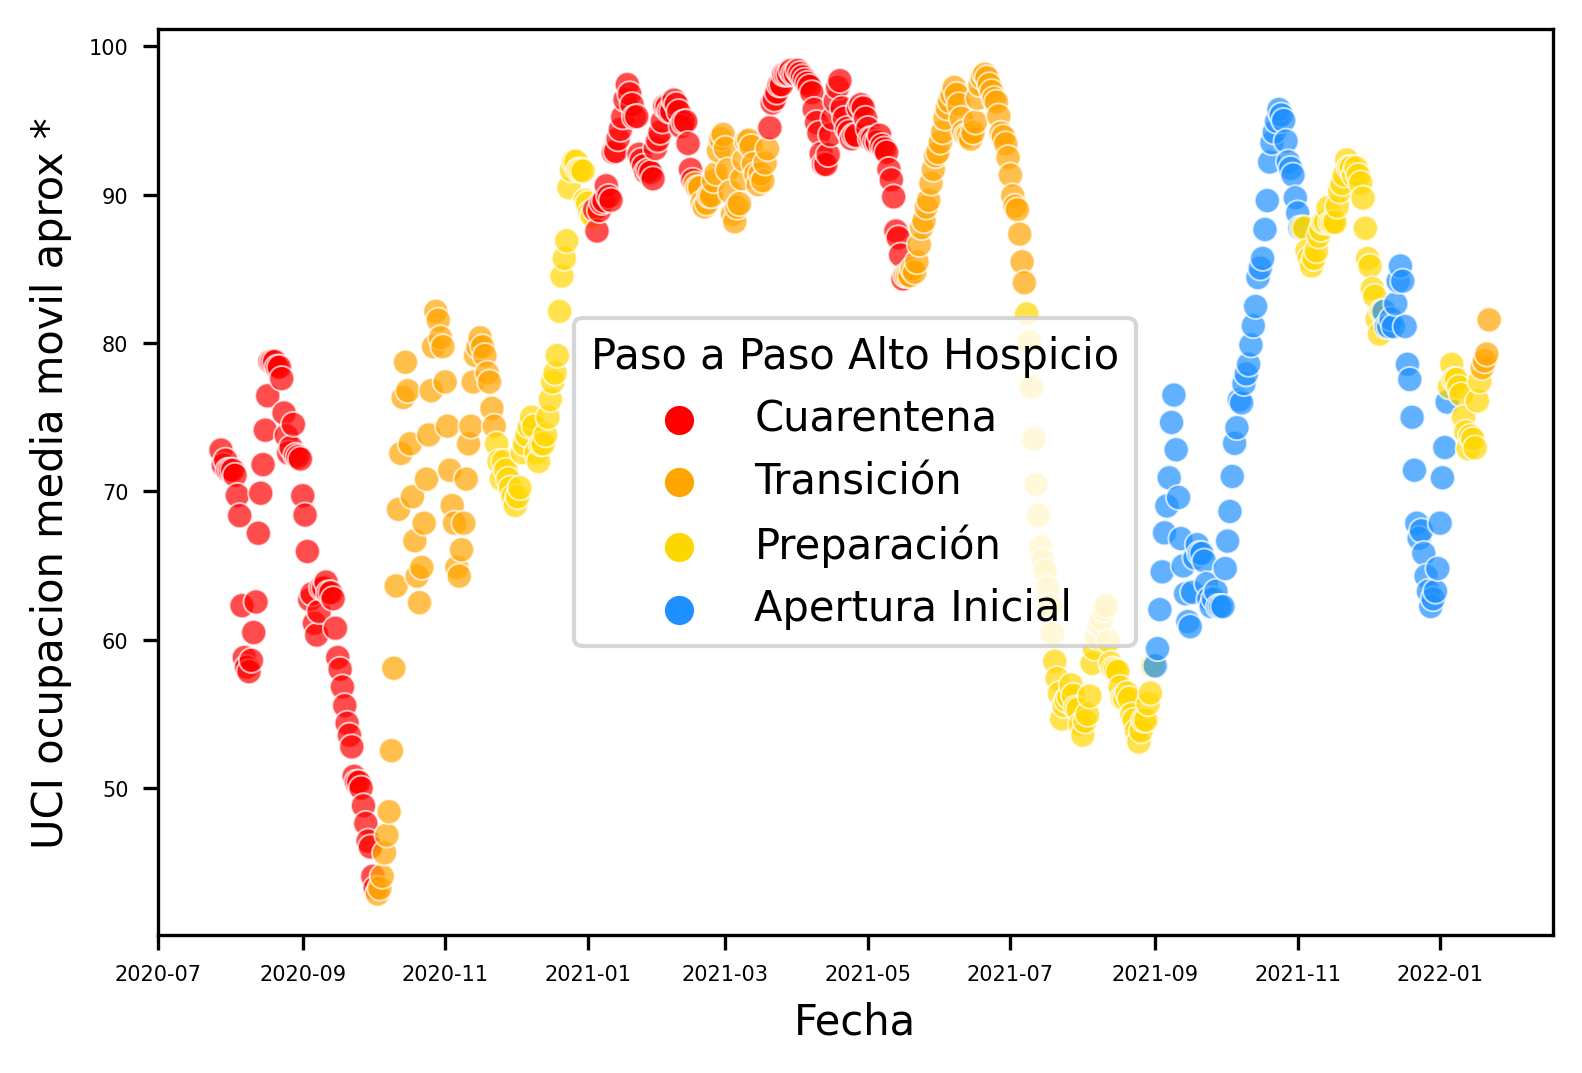 100
90
80
70
60
50
UCI ocupacion media movil aprox *
Paso a Paso Alto Hospicio
Cuarentena
Transición
Preparación
Apertura Inicial
2020-07 2020-09 2020-11 2021-01 2021-03 2021-05 2021-07 2021-09 2021-11 2022-01
Fecha